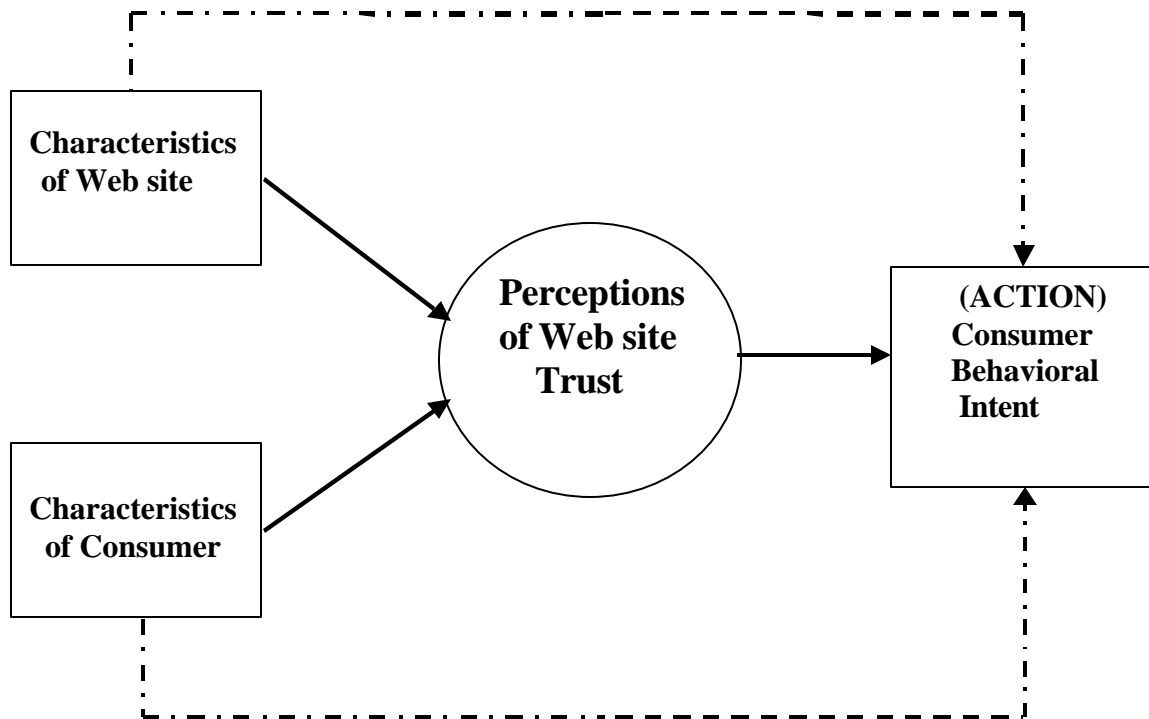 Characteristics
of Web site
Perceptions
of Web site
Trust
(ACTION)
Consumer
Behavioral
Intent
Characteristics
of Consumer